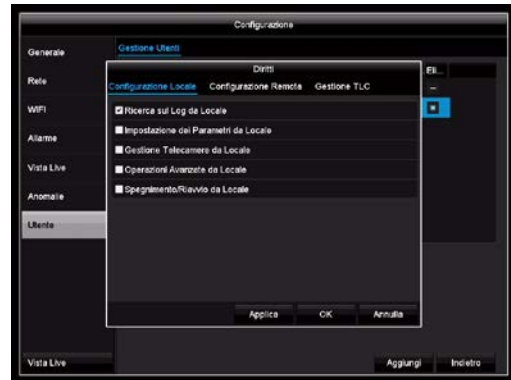 Configurazione
Generale
Gestione Utenti
Diritti
Eli...
Rete
Configurazione Locale Configurazione Remota Gestione TLC
WIFI
Ricerca sul Log da Locale
Impostazione dei Parametri da Locale
Allarme
Gestione Telecamere da Locale
Vista Live
Operazioni Avanzate da Locale
Spegnimento/Riavvio da Locale
Anomalie
Utente
Applica OK Annulla
Vista Live
Aggiungi Indietro